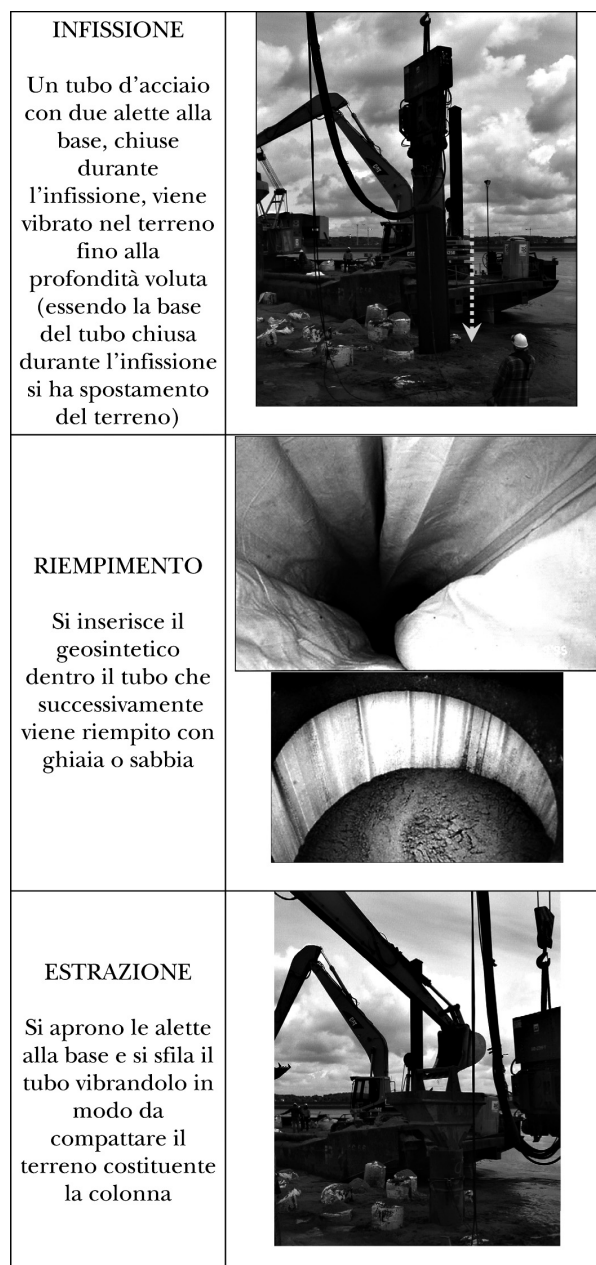 INFISSIONE
Un tubo d'acciaio
con due alette alla
base, chiuse
durante
l'infissione, viene
vibrato nel terreno
fino alla
profondità voluta
(essendo la base
del tubo chiusa
durante l'infissione
si ha spostamento
del terreno)
RIEMPIMENTO
Si inserisce il
geosintetico
dentro il tubo che
successivamente
viene riempito con
ghiaia o sabbia
ESTRAZIONE
Si aprono le alette
alla base e si sfila il
tubo vibrandolo in
modo da
compattare il
terreno costituente
la colonna